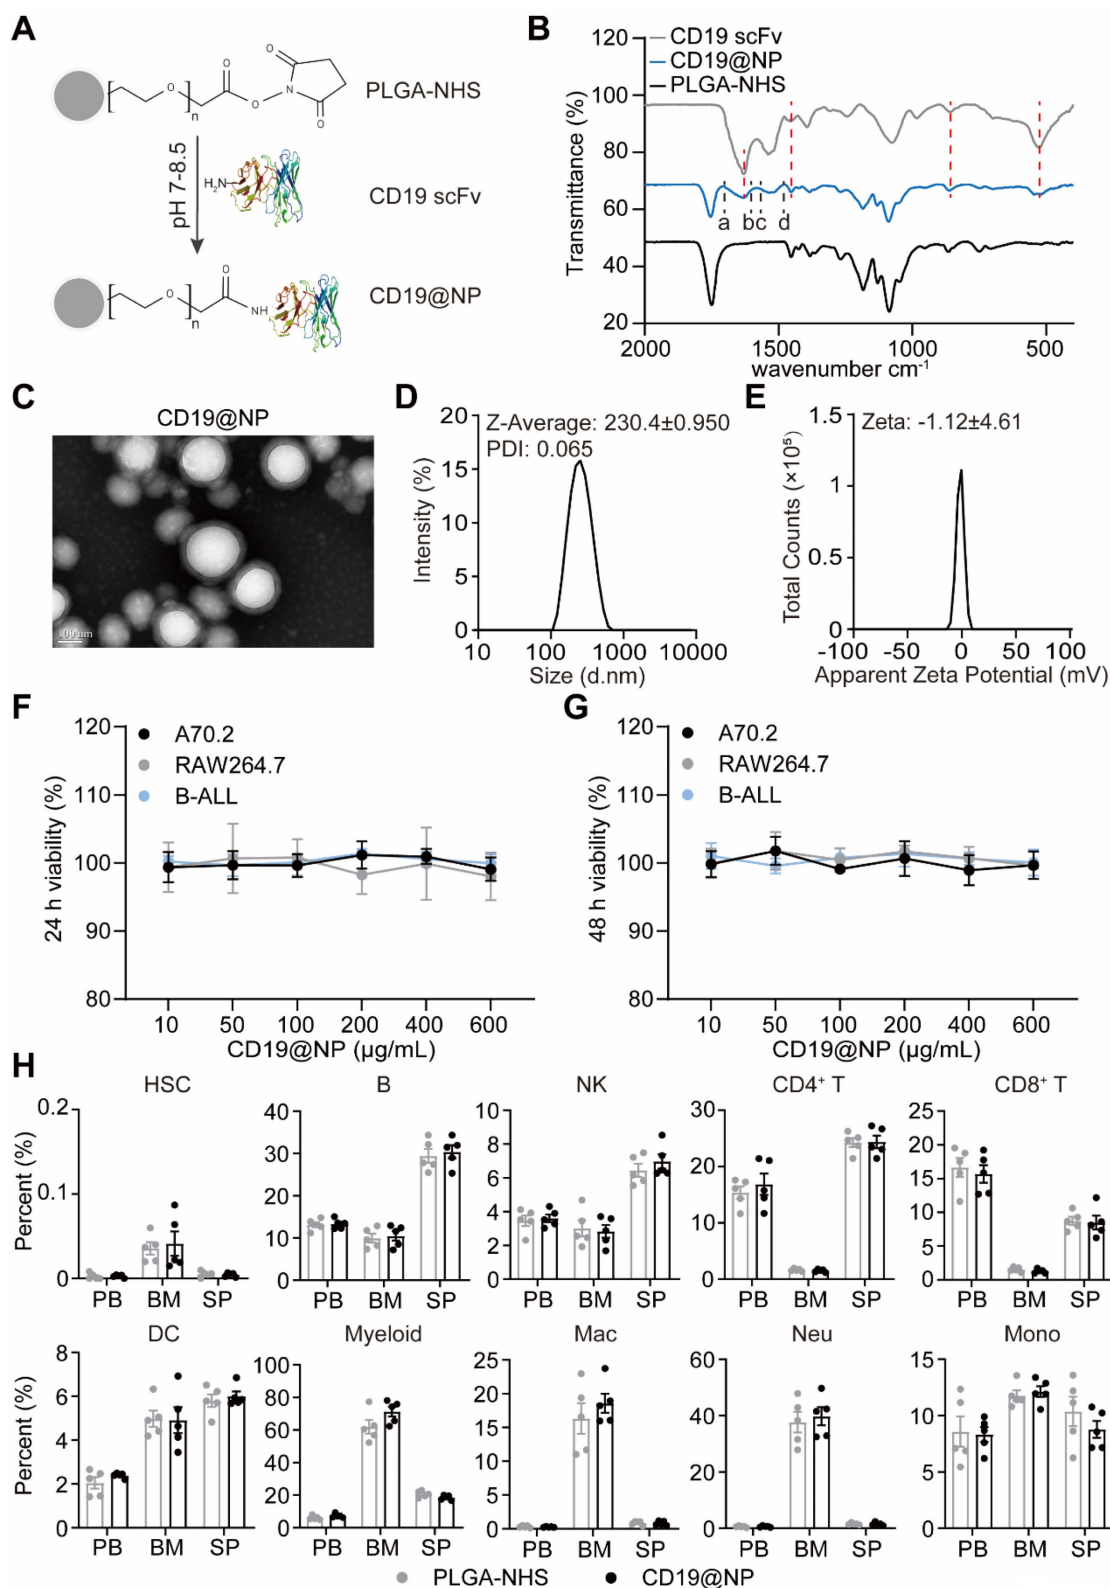 A
O
O
O
O
N
O
O
n
PLGA-NHS
pH 7-8.5
H₂N
CD19 scFv
O
O
NH
n
CD19@NP
B
CD19 scFv
CD19@NP
PLGA-NHS
Transmittance (%)
120
100
80
60
40
20
a
b
c
d
2000 1500 1000 500
wavenumber cm⁻¹
C
CD19@NP
100 nm
D
Z-Average: 230.4±0.950
PDI: 0.065
Intensity (%)
20
15
10
5
0
10 100 1000 10000
Size (d.nm)
E
Zeta: -1.12±4.61
Total Counts (×10⁵)
1.5
1
0.5
0
-100 -50 0 50 100
Apparent Zeta Potential (mV)
F
A70.2
RAW264.7
B-ALL
24 h viability (%)
120
110
100
90
80
10 50 100 200 400 600
CD19@NP (μg/mL)
G
A70.2
RAW264.7
B-ALL
48 h viability (%)
120
110
100
90
80
10 50 100 200 400 600
CD19@NP (μg/mL)
H
HSC
Percent (%)
0.2
0.1
0
PB BM SP
B
40
30
20
10
0
PB BM SP
NK
10
8
6
4
2
0
PB BM SP
CD4⁺ T
30
20
10
0
PB BM SP
CD8⁺ T
25
20
15
10
5
0
PB BM SP
DC
Percent (%)
8
6
4
2
0
PB BM SP
Myeloid
100
80
60
40
20
0
PB BM SP
Mac
25
20
15
10
5
0
PB BM SP
Neu
60
40
20
0
PB BM SP
Mono
15
10
5
0
PB BM SP
PLGA-NHS CD19@NP